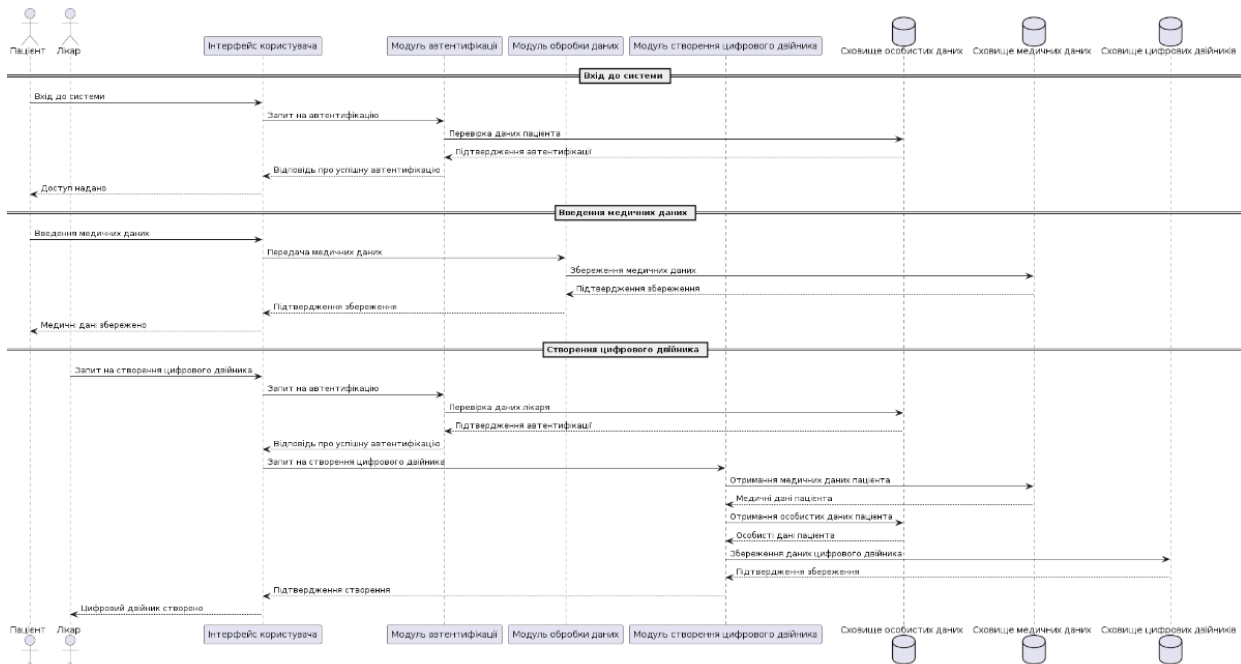 Пацієнт
Лікар
Інтерфейс користувача
Модуль автентифікації
Модуль обробки даних
Модуль створення цифрового двійника
Сховище особистих даних
Сховище медичних даних
Сховище цифрових двійників
Вхід до системи
Вхід до системи
Запит на автентифікацію
Перевірка даних пацієнта
Підтвердження автентифікації
Відповідь про успішну автентифікацію
Доступ надано
Введення медичних даних
Введення медичних даних
Передача медичних даних
Збереження медичних даних
Підтвердження збереження
Підтвердження збереження
Медичні дані збережено
Створення цифрового двійника
Запит на створення цифрового двійника
Запит на автентифікацію
Перевірка даних лікаря
Підтвердження автентифікації
Відповідь про успішну автентифікацію
Запит на створення цифрового двійника
Отримання медичних даних пацієнта
Медичні дані пацієнта
Отримання особистих даних пацієнта
Особисті дані пацієнта
Збереження даних цифрового двійника
Підтвердження збереження
Підтвердження створення
Цифровий двійник створено
Пацієнт
Лікар
Інтерфейс користувача
Модуль автентифікації
Модуль обробки даних
Модуль створення цифрового двійника
Сховище особистих даних
Сховище медичних даних
Сховище цифрових двійників